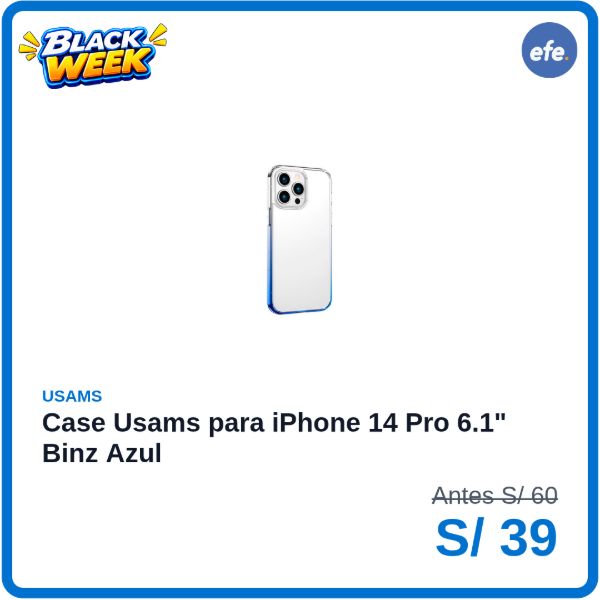 BLACK
WEEK
efe.
USAMS
Case Usams para iPhone 14 Pro 6.1"
Binz Azul
Antes S/ 60
S/ 39